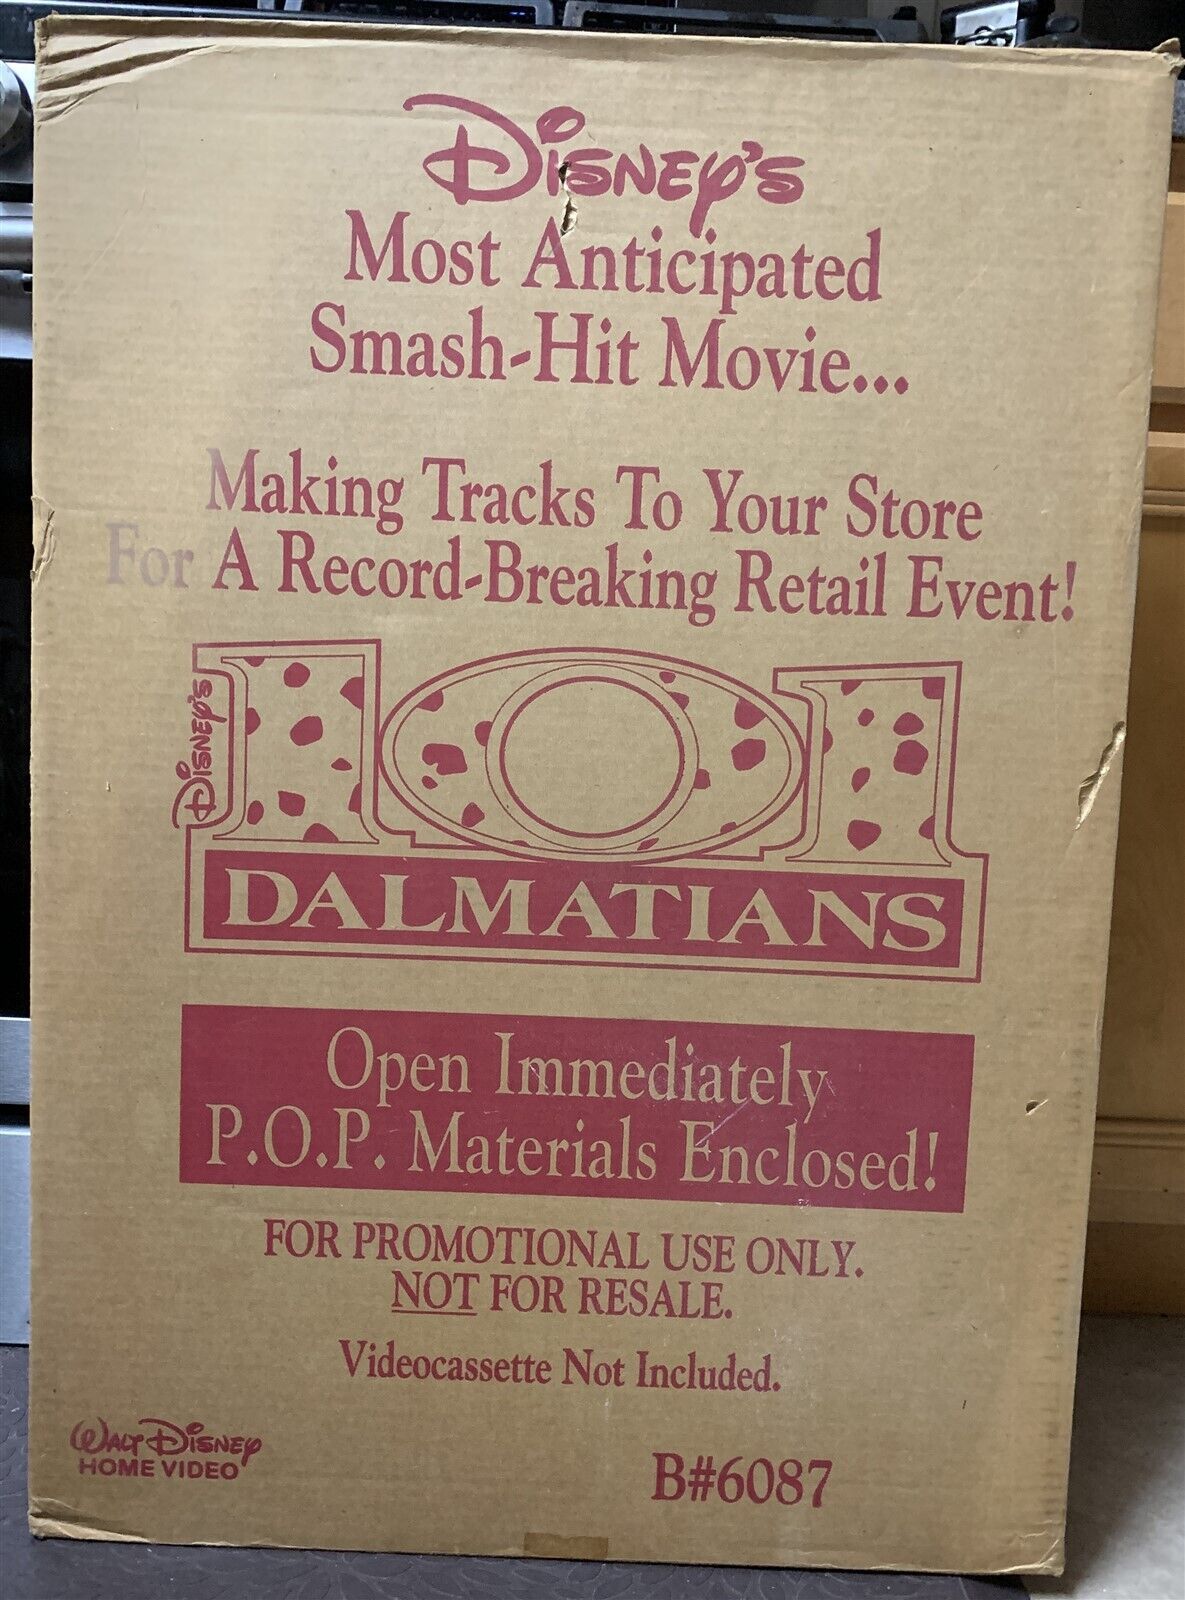 Disney's
Most Anticipated
Smash-Hit Movie...
Making Tracks To Your Store
For A Record-Breaking Retail Event!
Disney's
101
DALMATIANS
Open Immediately
P.O.P. Materials Enclosed!
FOR PROMOTIONAL USE ONLY.
NOT FOR RESALE.
Videocassette Not Included.
Walt Disney
HOME VIDEO
B#6087